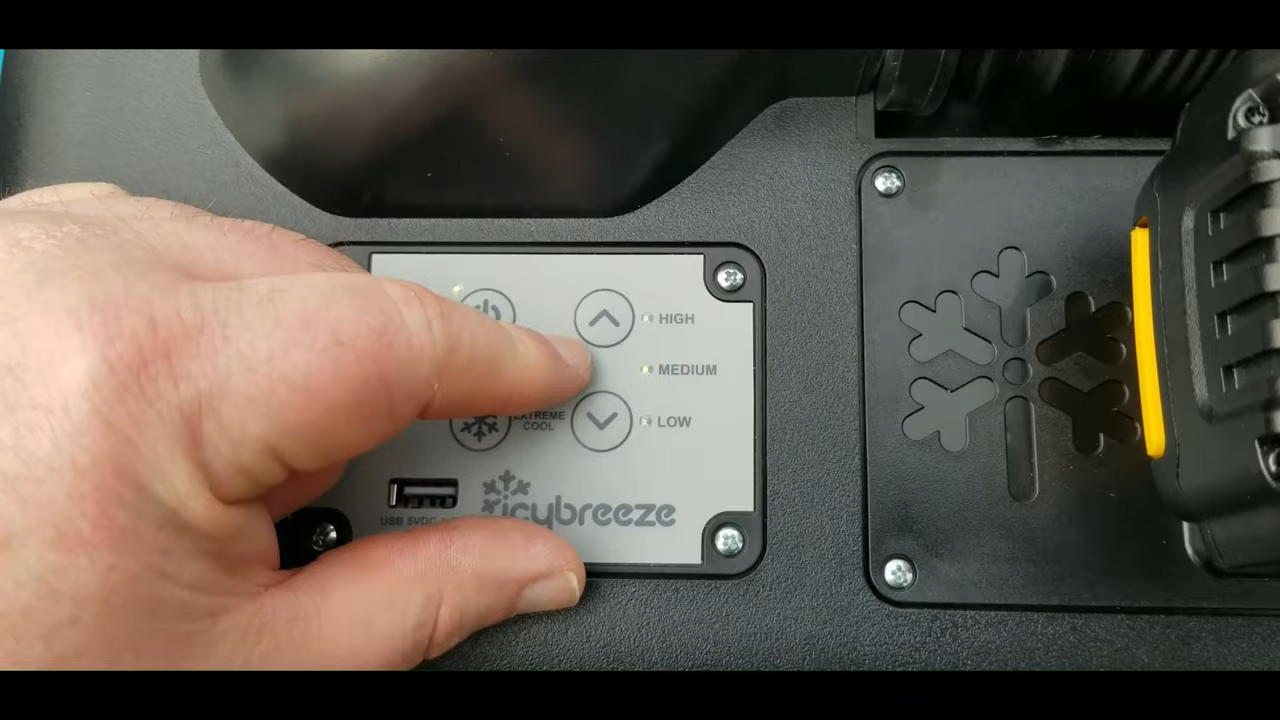 HIGH
MEDIUM
EXTREME
COOL
LOW
USB 5VDC
icybreeze